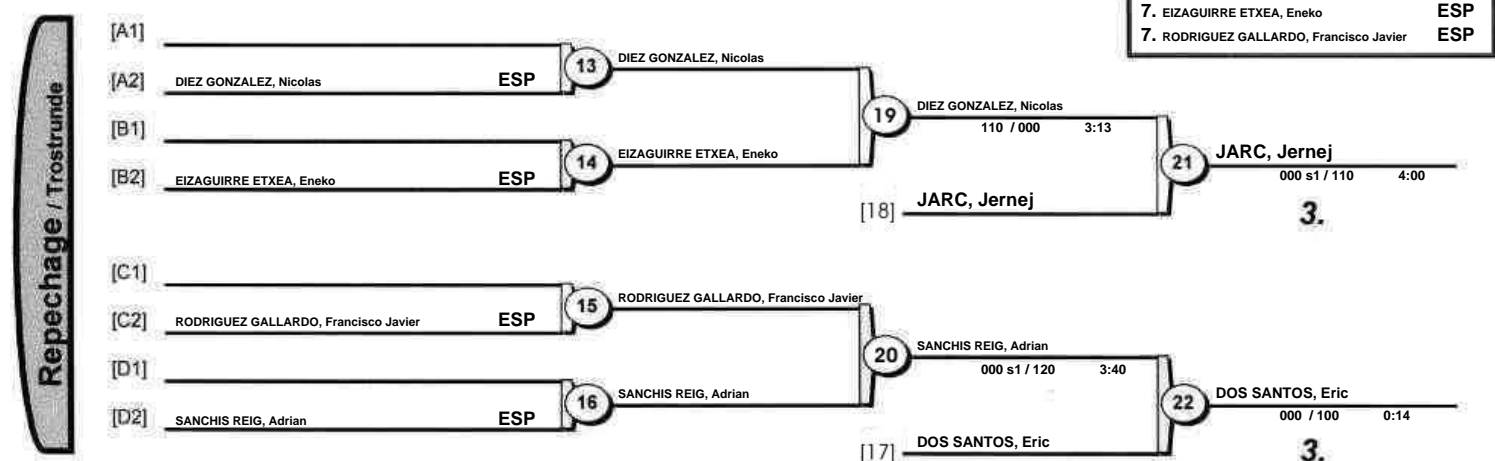 7. EIZAGUIRRE ETXEA, Eneko ESP
7. RODRIGUEZ GALLARDO, Francisco Javier ESP
Repechage / Trostrunde
[A1]
[A2] DIEZ GONZALEZ, Nicolas ESP
13 DIEZ GONZALEZ, Nicolas
[B1]
[B2] EIZAGUIRRE ETXEA, Eneko ESP
14 EIZAGUIRRE ETXEA, Eneko
19 DIEZ GONZALEZ, Nicolas
110 / 000 3:13
[18] JARC, Jernej
21 JARC, Jernej
000 s1 / 110 4:00
3.
[C1]
[C2] RODRIGUEZ GALLARDO, Francisco Javier ESP
15 RODRIGUEZ GALLARDO, Francisco Javier
[D1]
[D2] SANCHIS REIG, Adrian ESP
16 SANCHIS REIG, Adrian
20 SANCHIS REIG, Adrian
000 s1 / 120 3:40
[17] DOS SANTOS, Eric
22 DOS SANTOS, Eric
000 / 100 0:14
3.